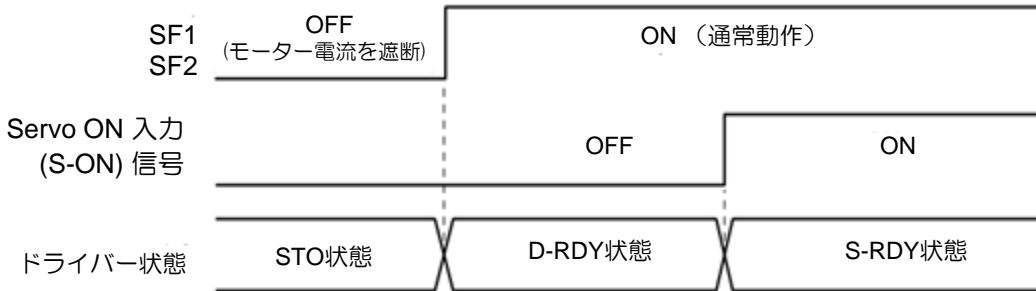 SF1
SF2
OFF
(モーター電流を遮断)
ON （通常動作）
Servo ON 入力
(S-ON) 信号
OFF
ON
ドライバー状態
STO状態
D-RDY状態
S-RDY状態